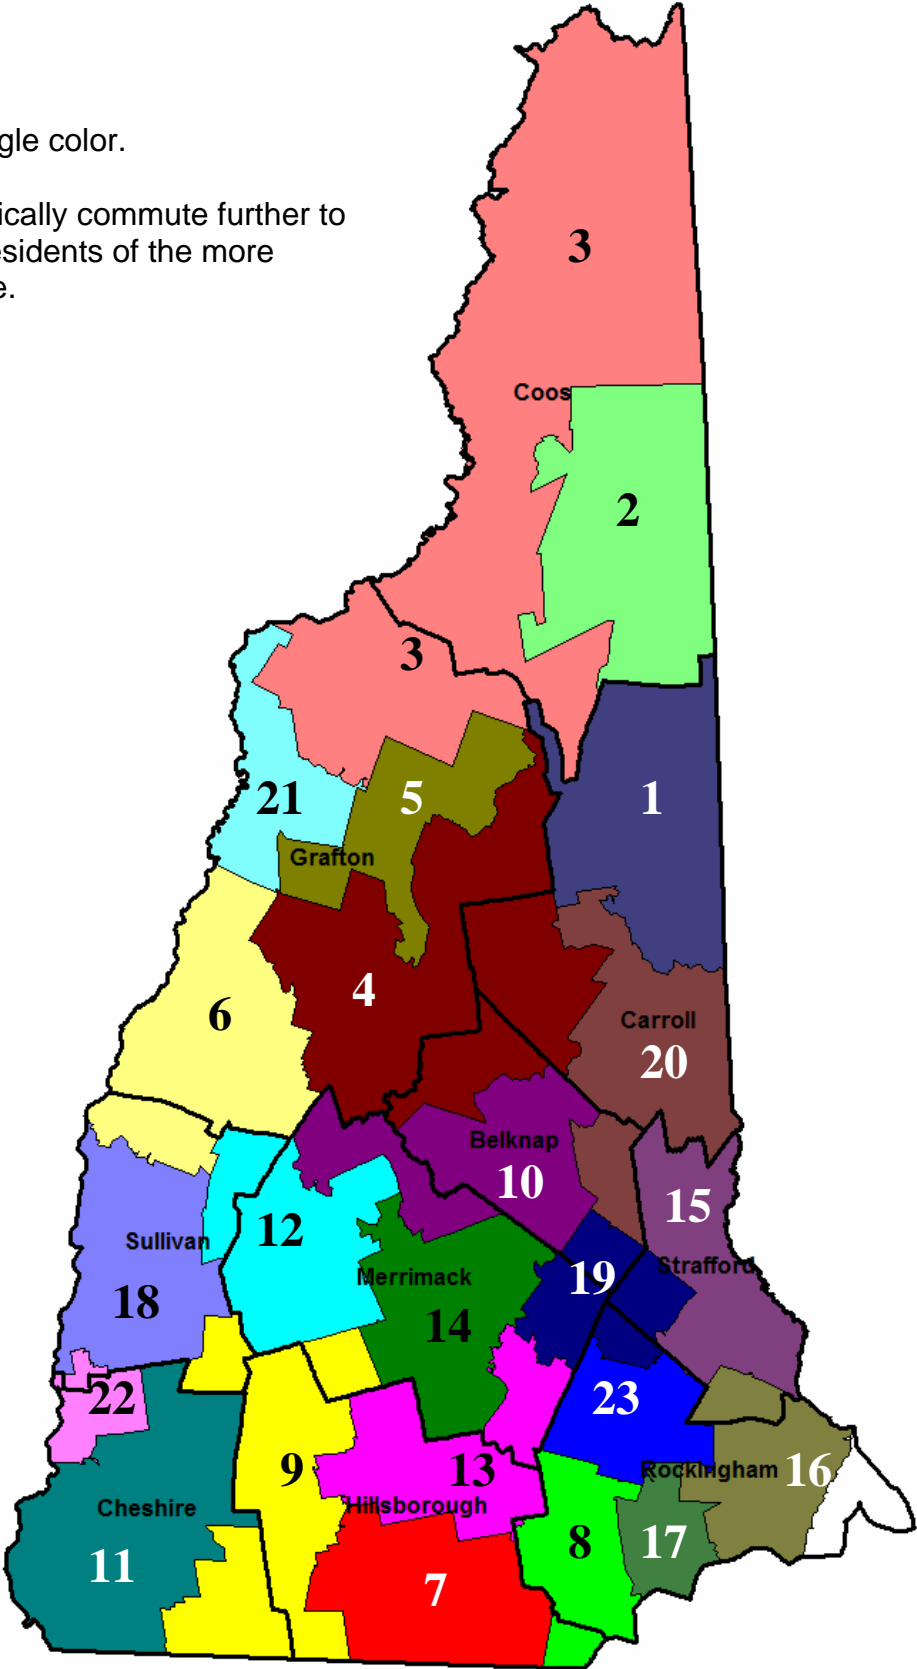 gle color.
ically commute further to
esidents of the more
e.
3
Coos
2
3
21
5
1
Grafton
4
6
Carroll
20
Belknap
10
15
12
Sullivan
Merrimack
19
Strafford
18
14
22
23
9
13
Rockingham
16
Cheshire
Hillsborough
8
17
11
7